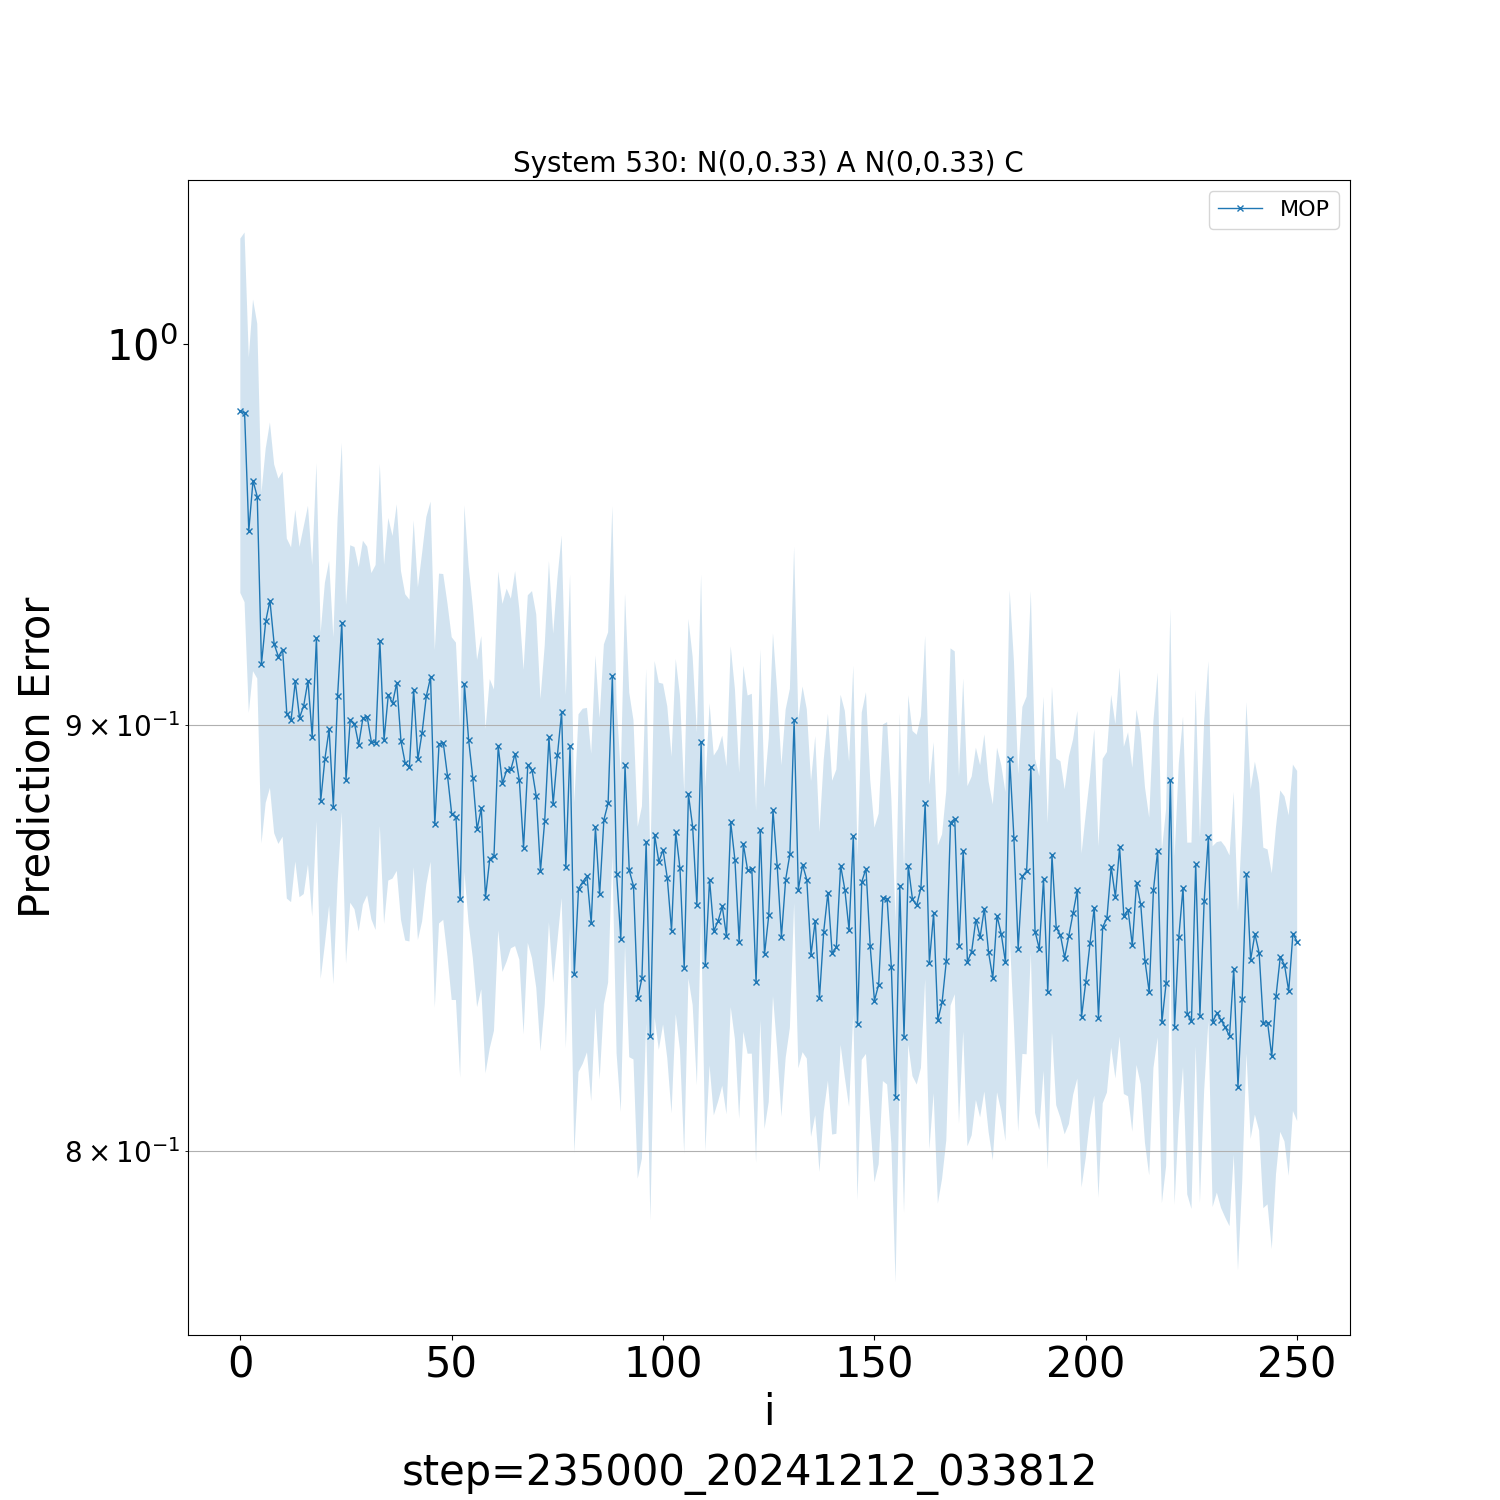 System 530: N(0,0.33) A N(0,0.33) C
MOP
10⁰
9 × 10⁻¹
8 × 10⁻¹
Prediction Error
0 50 100 150 200 250
i
step=235000_20241212_033812